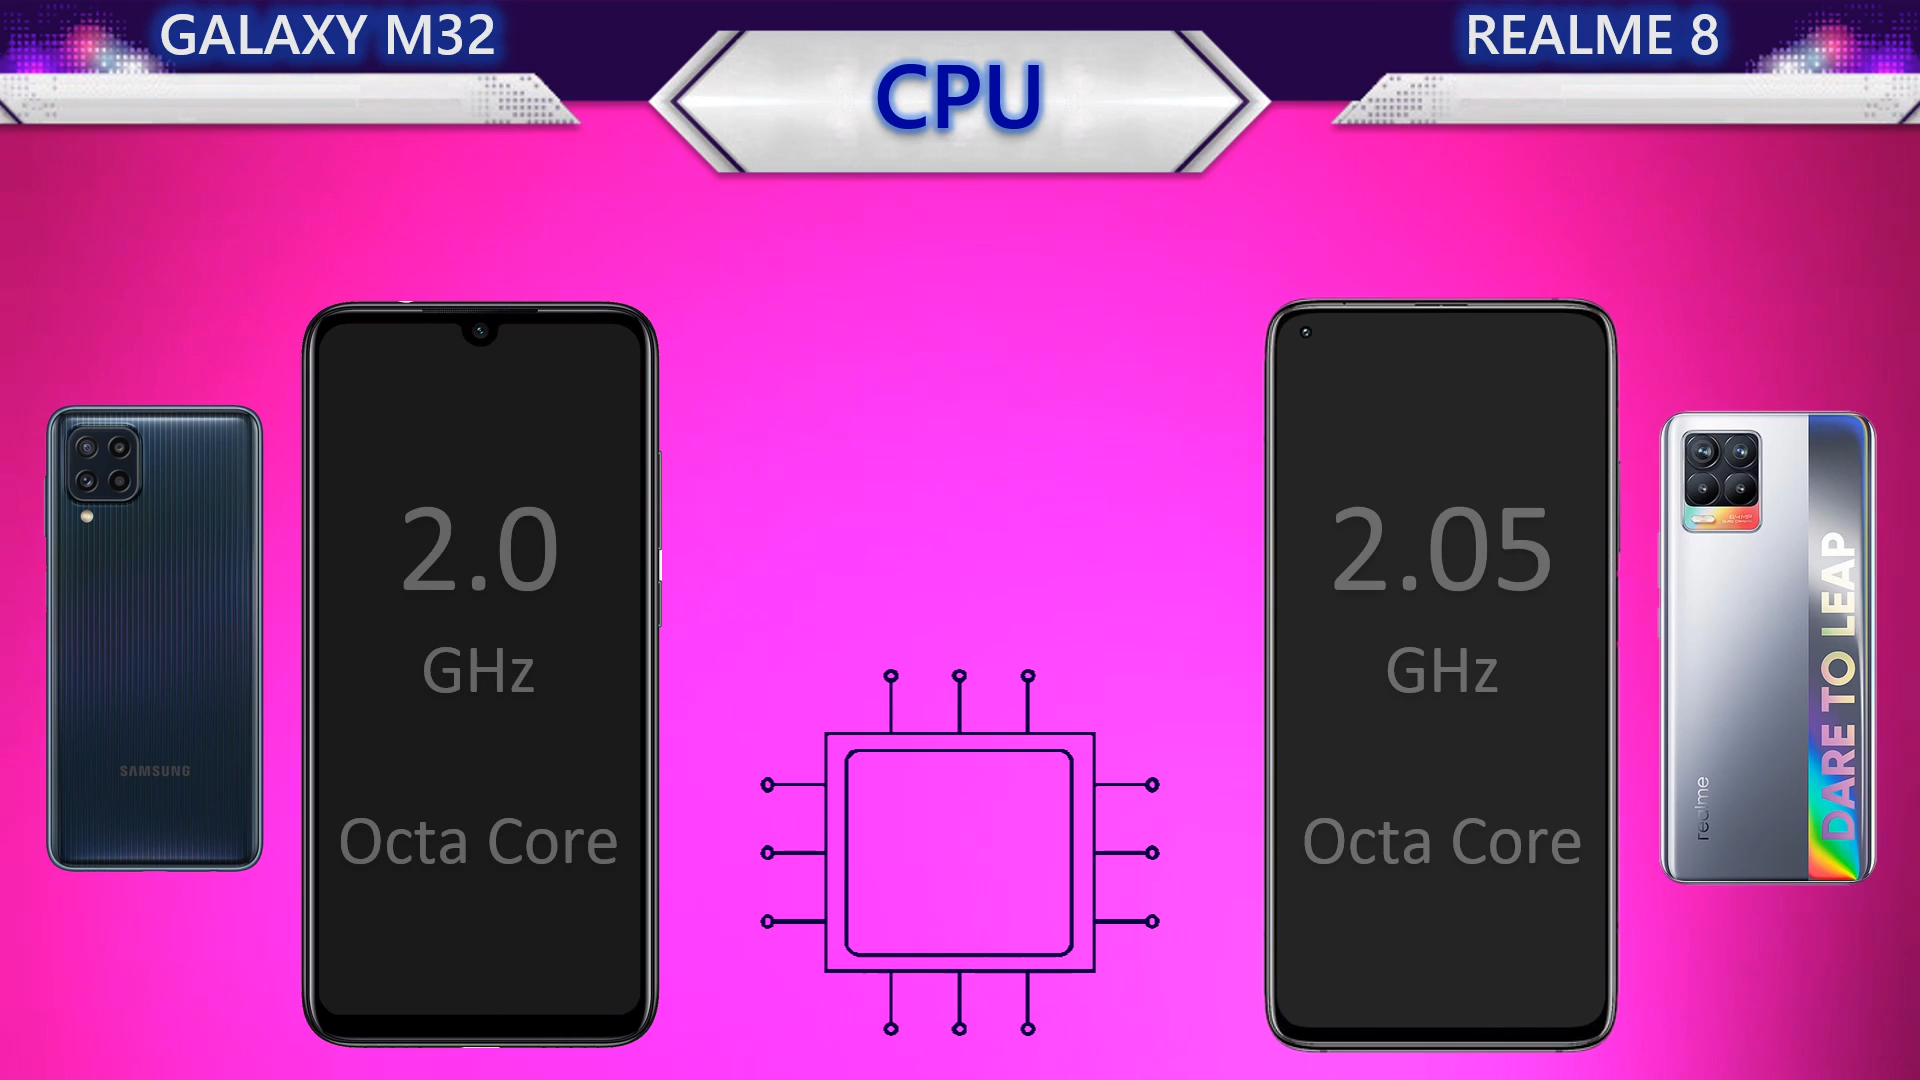 GALAXY M32
CPU
REALME 8
2.0
GHz
Octa Core
SAMSUNG
2.05
GHz
Octa Core
realme
DARE TO LEAP